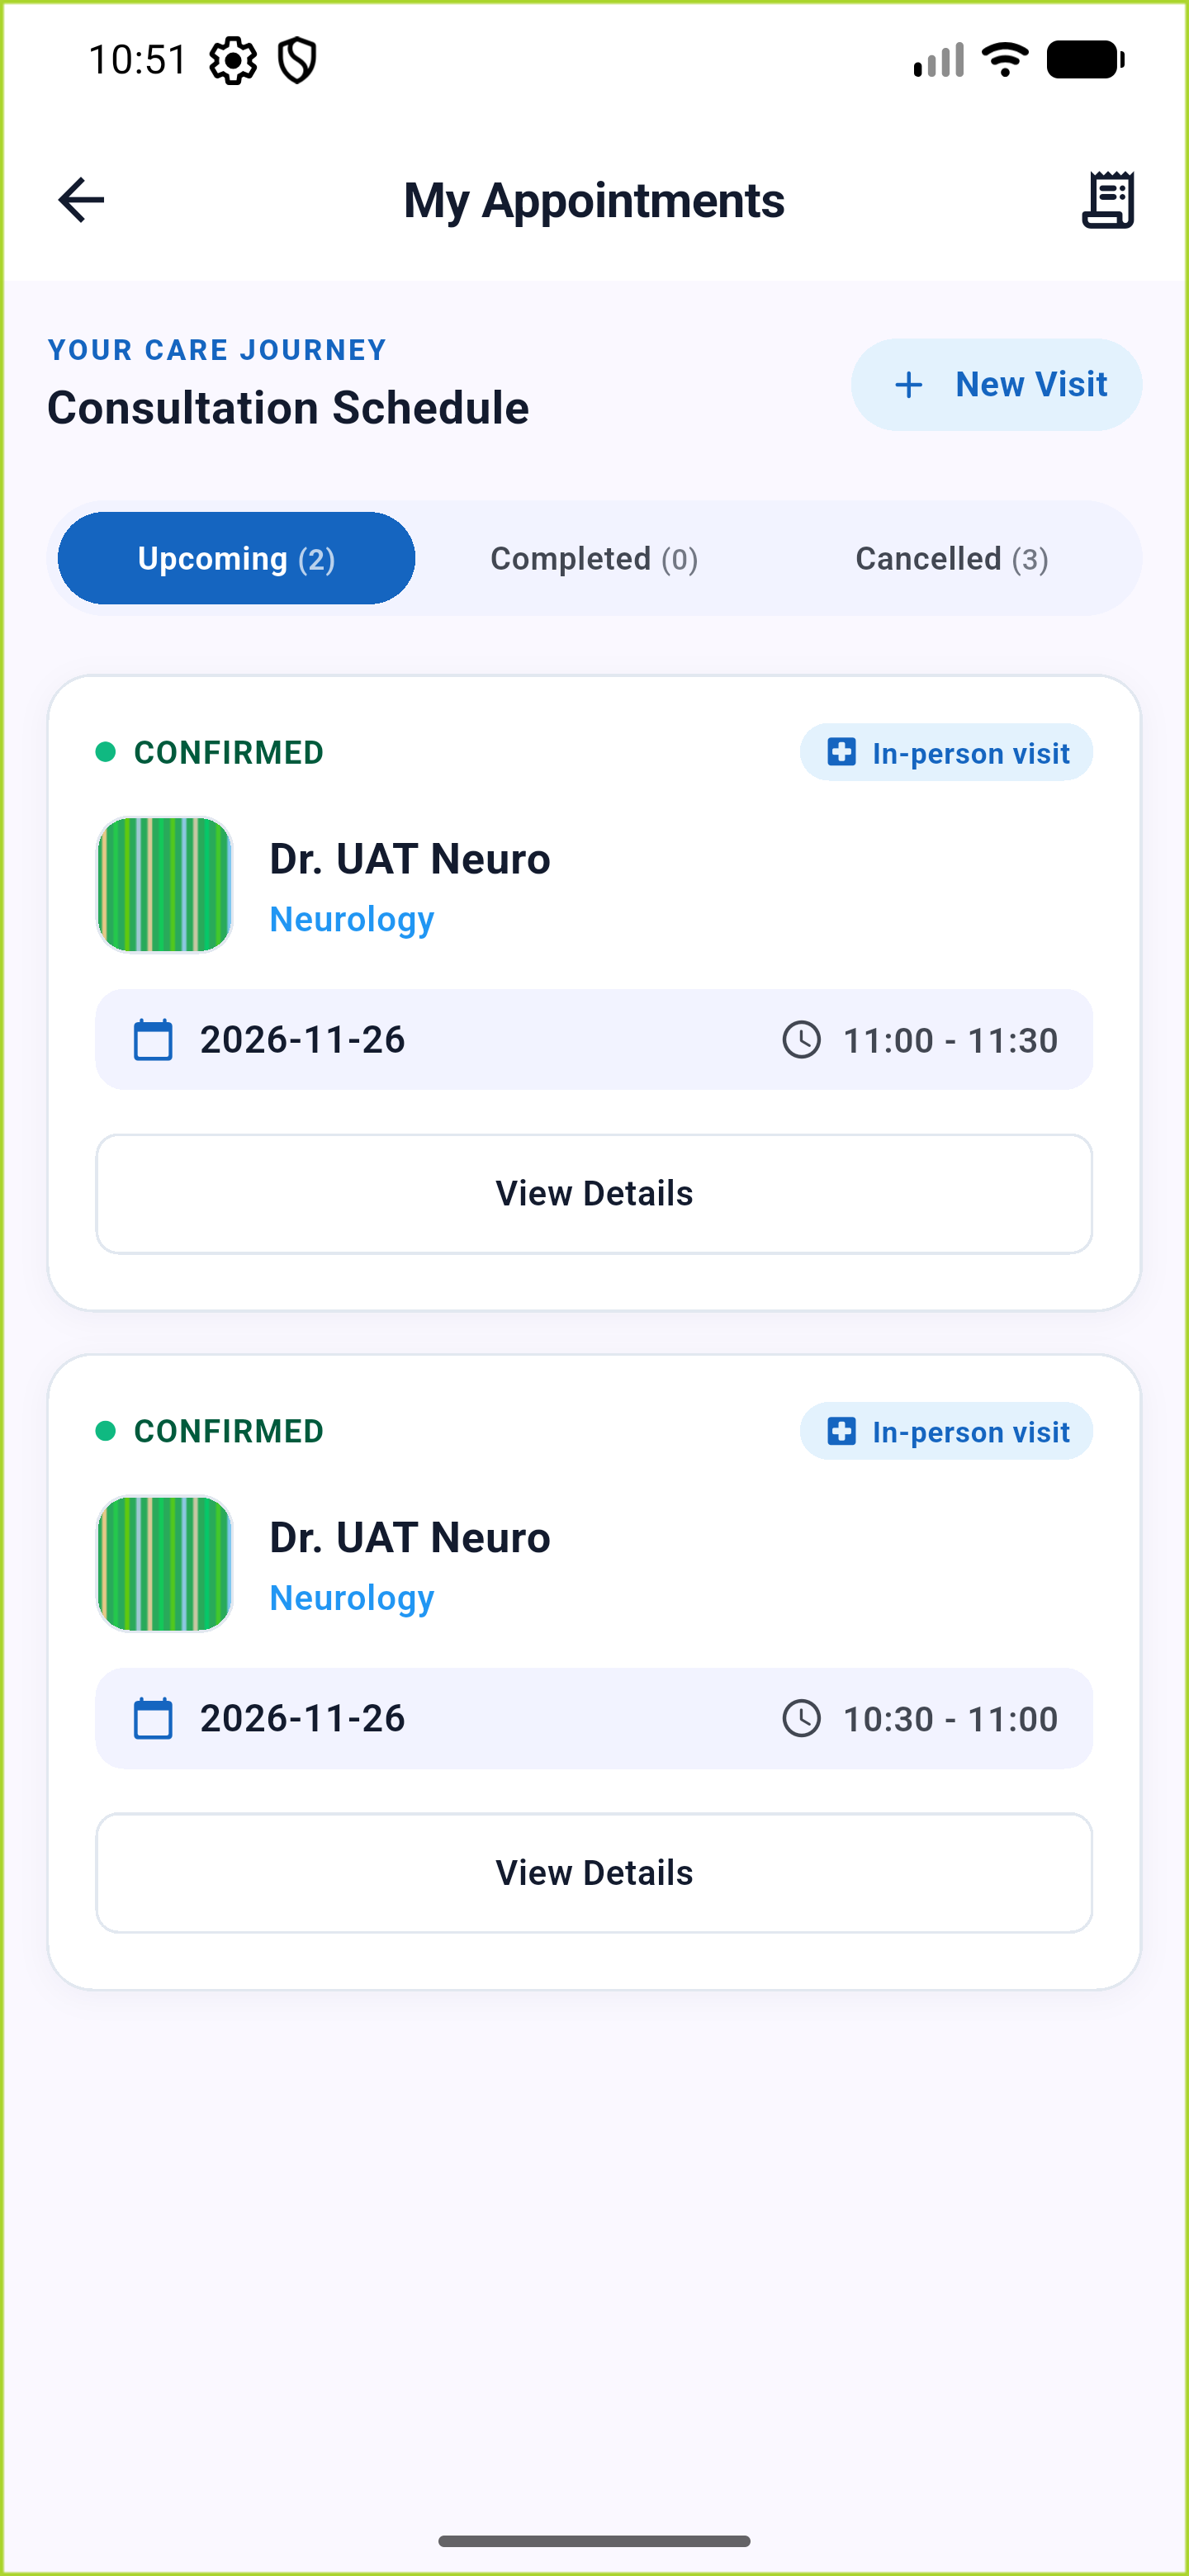 10:51
My Appointments
YOUR CARE JOURNEY
Consultation Schedule
+ New Visit
Upcoming (2)
Completed (0)
Cancelled (3)
CONFIRMED
In-person visit
Dr. UAT Neuro
Neurology
2026-11-26
11:00 - 11:30
View Details
CONFIRMED
In-person visit
Dr. UAT Neuro
Neurology
2026-11-26
10:30 - 11:00
View Details